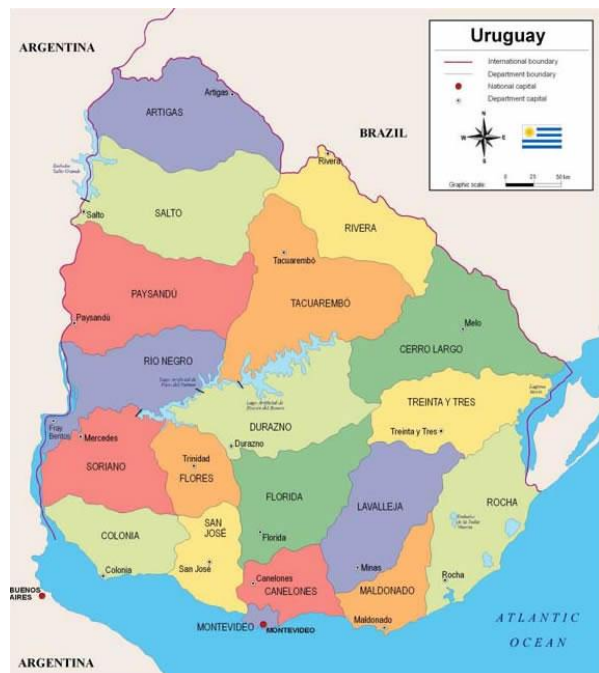 ARGENTINA
Uruguay
International boundary
Department boundary
National capital
Department capital
N
W
E
S
Graphic scale:
0
25
50 km
BRAZIL
Artigas
ARTIGAS
Rivera
Salto
SALTO
RIVERA
Tacuarembó
TACUAREMBÓ
PAYSANDÚ
Paysandú
Melo
CERRO LARGO
RIO NEGRO
TREINTA Y TRES
Treinta y Tres
DURAZNO
Durazno
Fray
Bentos
Mercedes
SORIANO
Trinidad
FLORES
FLORIDA
Florida
LAVALLEJA
ROCHA
SAN
JOSÉ
San José
COLONIA
Colonia
Canelones
CANELONES
Minas
MALDONADO
Maldonado
Rocha
BUENOS
AIRES
MONTEVIDEO
MONTEVIDEO
ATLANTIC
OCEAN
ARGENTINA